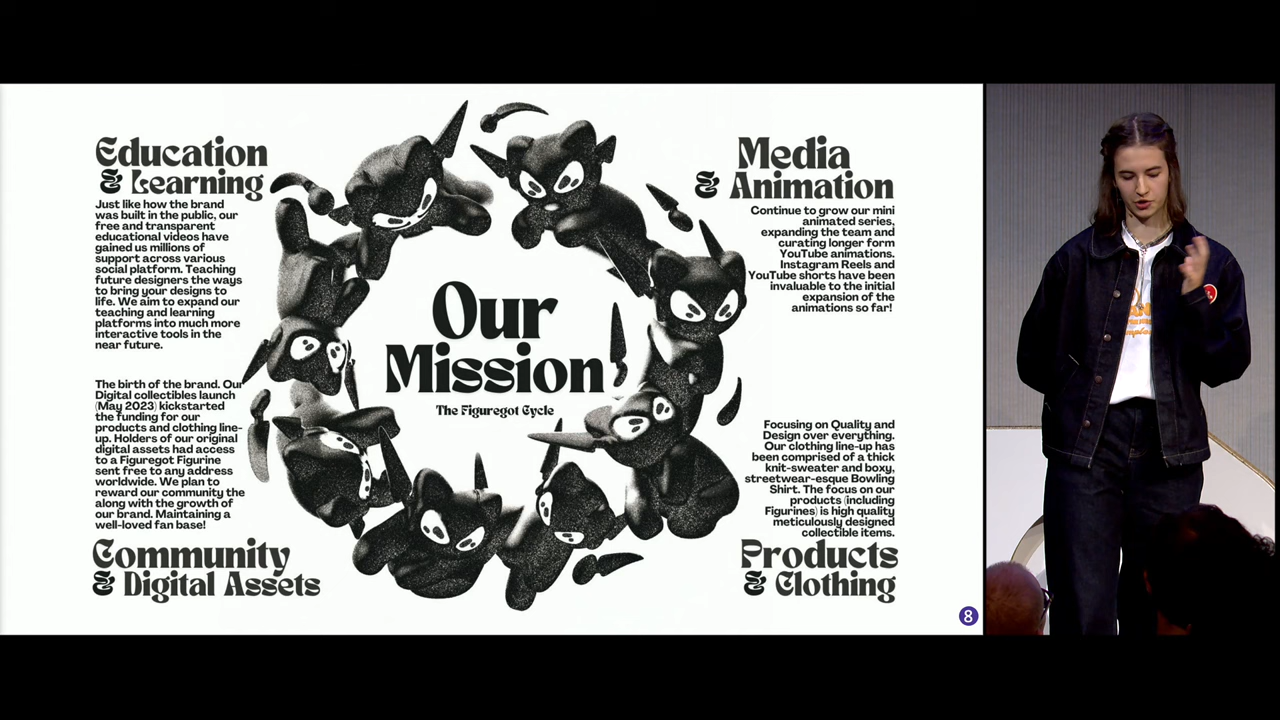 Education
& Learning
Just like how the brand
was built in the public, our
free and transparent
educational videos have
gained us millions of
support across various
social platform. Teaching
future designers the ways
to bring your designs to
life. We aim to expand our
teaching and learning
platforms into much more
interactive tools in the
near future.
Media
& Animation
Continue to grow our mini
animated series,
expanding the team and
curating longer form
YouTube animations.
Instagram Reels and
YouTube shorts have been
invaluable to the initial
expansion of the
animations so far!
Our
Mission
The Figuregot Cycle
The birth of the brand. Our
Digital collectibles launch
(May 2023) kickstarted
the funding for our
products and clothing line-
up. Holders of our original
digital assets had access
to a Figuregot Figurine
sent free to any address
worldwide. We plan to
reward our community the
along with the growth of
our brand. Maintaining a
well-loved fan base!
Community
& Digital Assets
Focusing on Quality and
Design over everything.
Our clothing line-up has
been comprised of a thick
knit-sweater and boxy,
streetwear-esque Bowling
Shirt. The focus on our
products (including
Figurines) is high quality
meticulously designed
collectible items.
Products
& Clothing
8